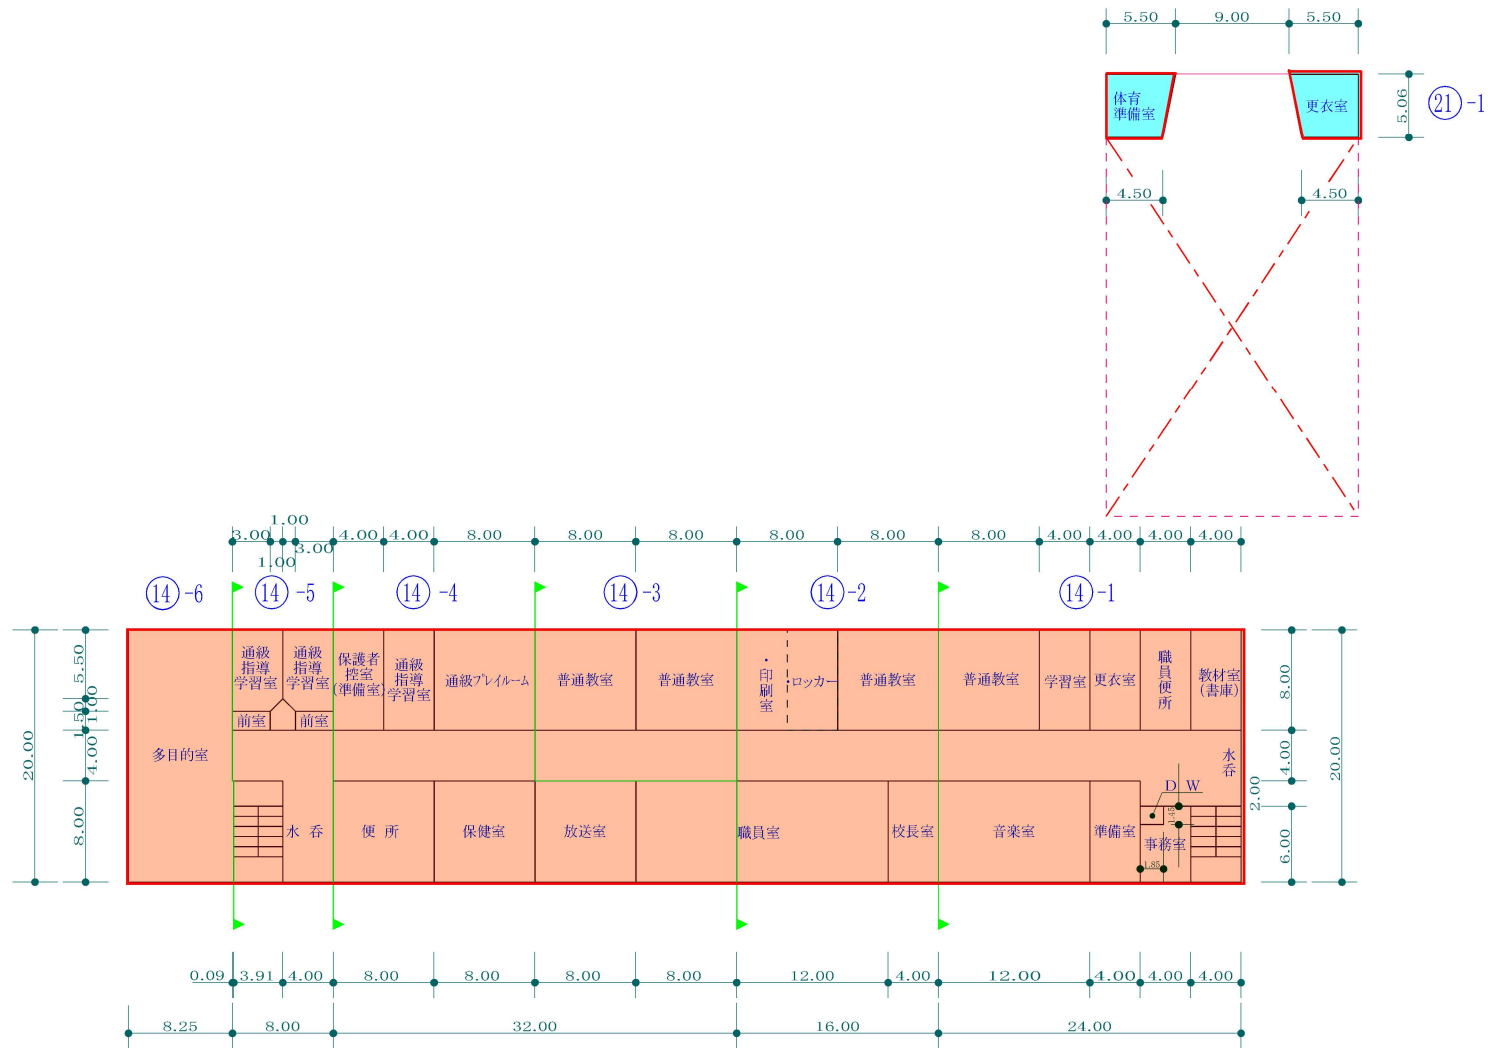 5.50 9.00 5.50
体育
準備室
更衣室
5.06
21-1
4.50 4.50
1.00
3.00 4.00 4.00 8.00 8.00 8.00 8.00 8.00 8.00 4.00 4.00 4.00 4.00
3.00
1.00
14-6 14-5 14-4 14-3 14-2 14-1
通級
指導
学習室
通級
指導
学習室
保護者
控室
(準備室)
通級
指導
学習室
通級プレイルーム
普通教室
普通教室
・印刷室
ロッカー
普通教室
普通教室
学習室
更衣室
職員便所
教材室
(書庫)
前室
前室
多目的室
水呑
水 呑
便 所
保健室
放送室
職員室
校長室
音楽室
準備室
D W
事務室
1.45
1.85
20.00
5.50
1.00
1.50
4.00
8.00
8.00
4.00
2.00
6.00
20.00
0.09 3.91 4.00 8.00 8.00 8.00 8.00 12.00 4.00 12.00 4.00 4.00 4.00
8.25 8.00 32.00 16.00 24.00